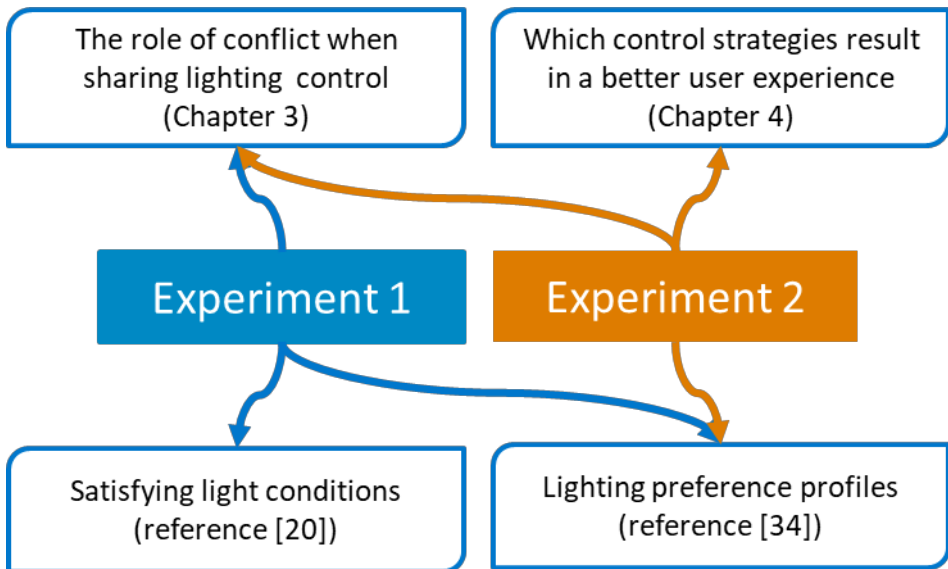 The role of conflict when
sharing lighting control
(Chapter 3)
Which control strategies result
in a better user experience
(Chapter 4)
Experiment 1
Experiment 2
Satisfying light conditions
(reference [20])
Lighting preference profiles
(reference [34])